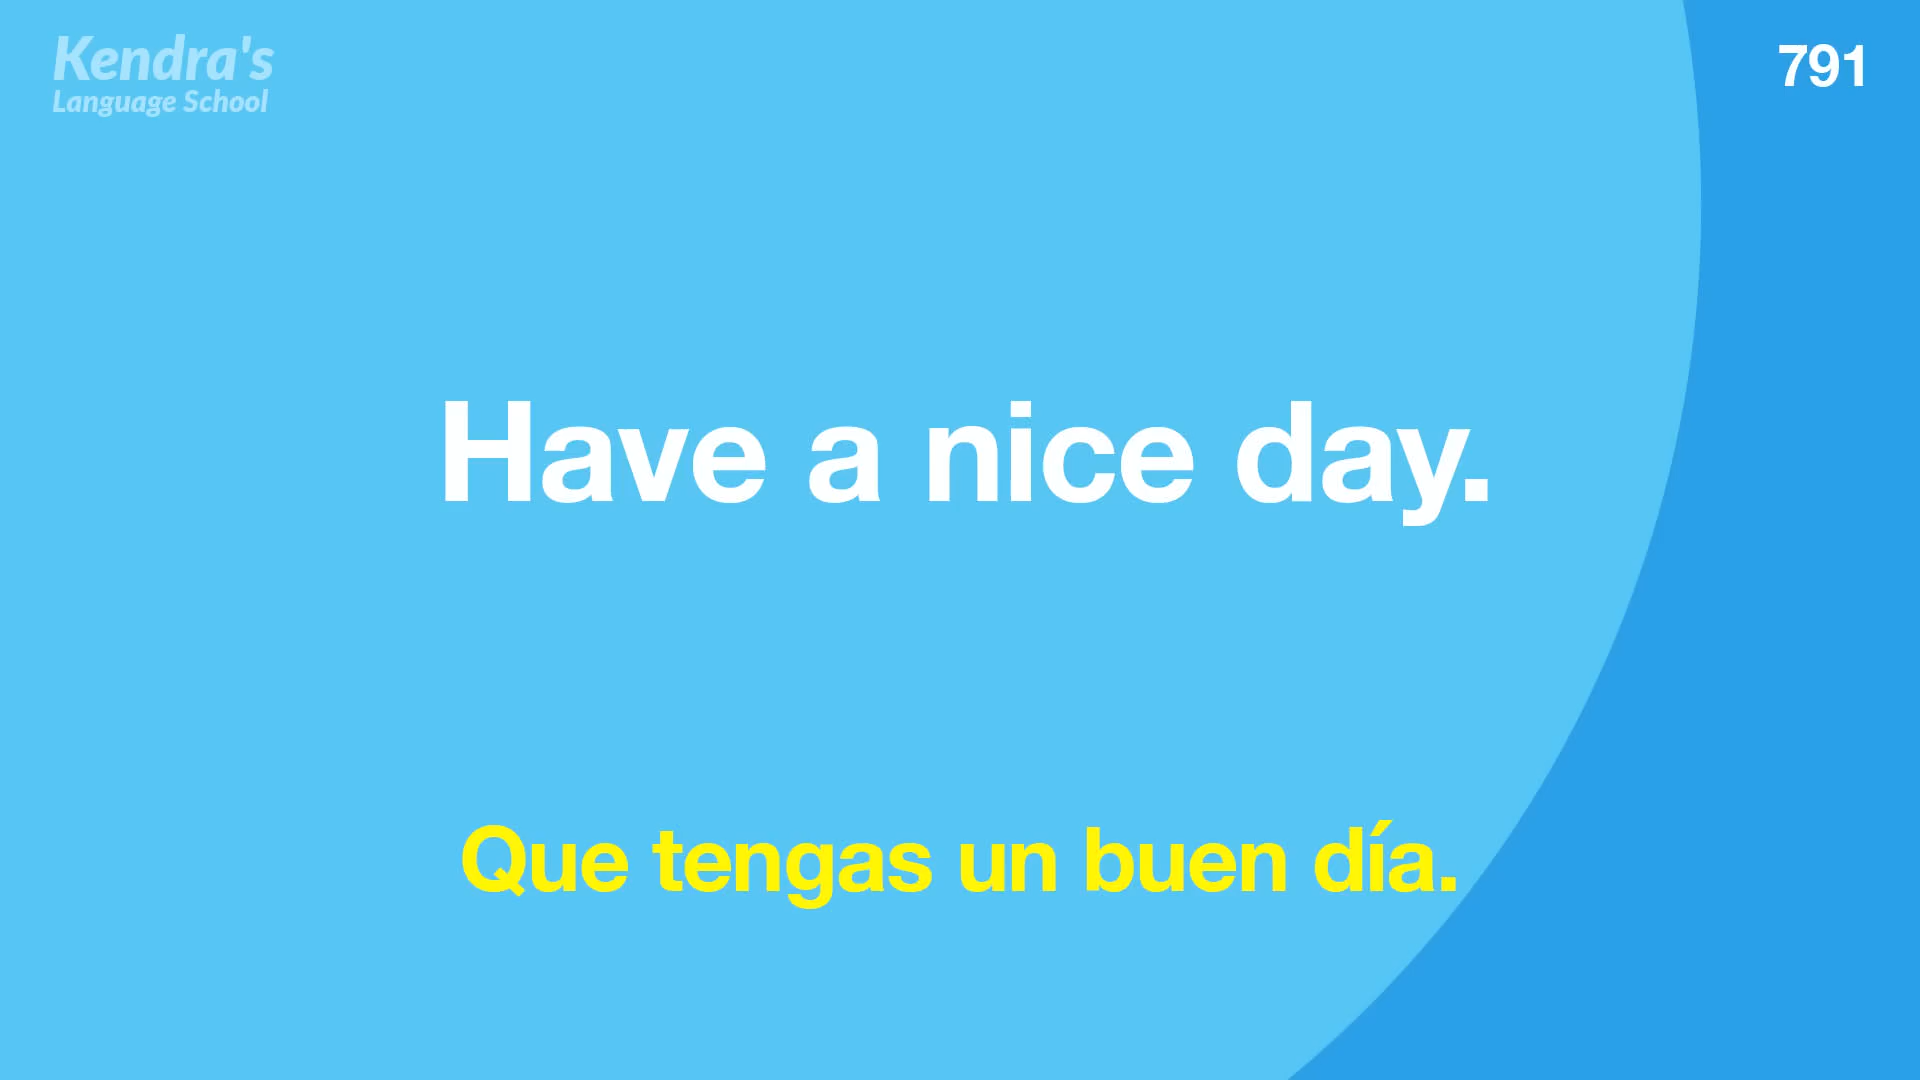 Kendra's
Language School
791
Have a nice day.
Que tengas un buen día.